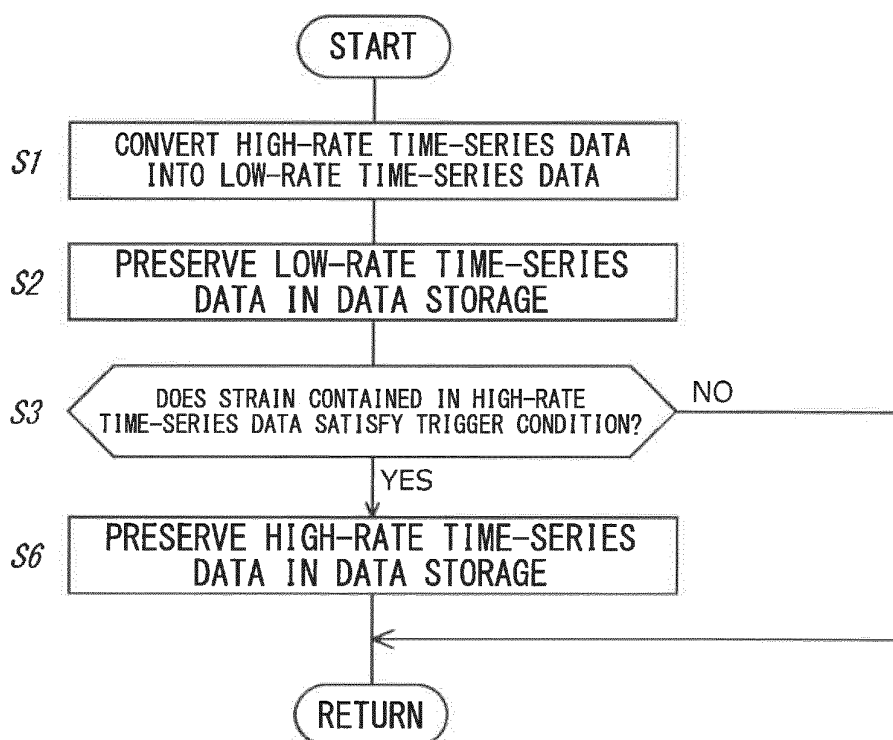 START
S1
CONVERT HIGH-RATE TIME-SERIES DATA
INTO LOW-RATE TIME-SERIES DATA
S2
PRESERVE LOW-RATE TIME-SERIES
DATA IN DATA STORAGE
S3
DOES STRAIN CONTAINED IN HIGH-RATE
TIME-SERIES DATA SATISFY TRIGGER CONDITION?
NO
YES
S6
PRESERVE HIGH-RATE TIME-SERIES
DATA IN DATA STORAGE
RETURN